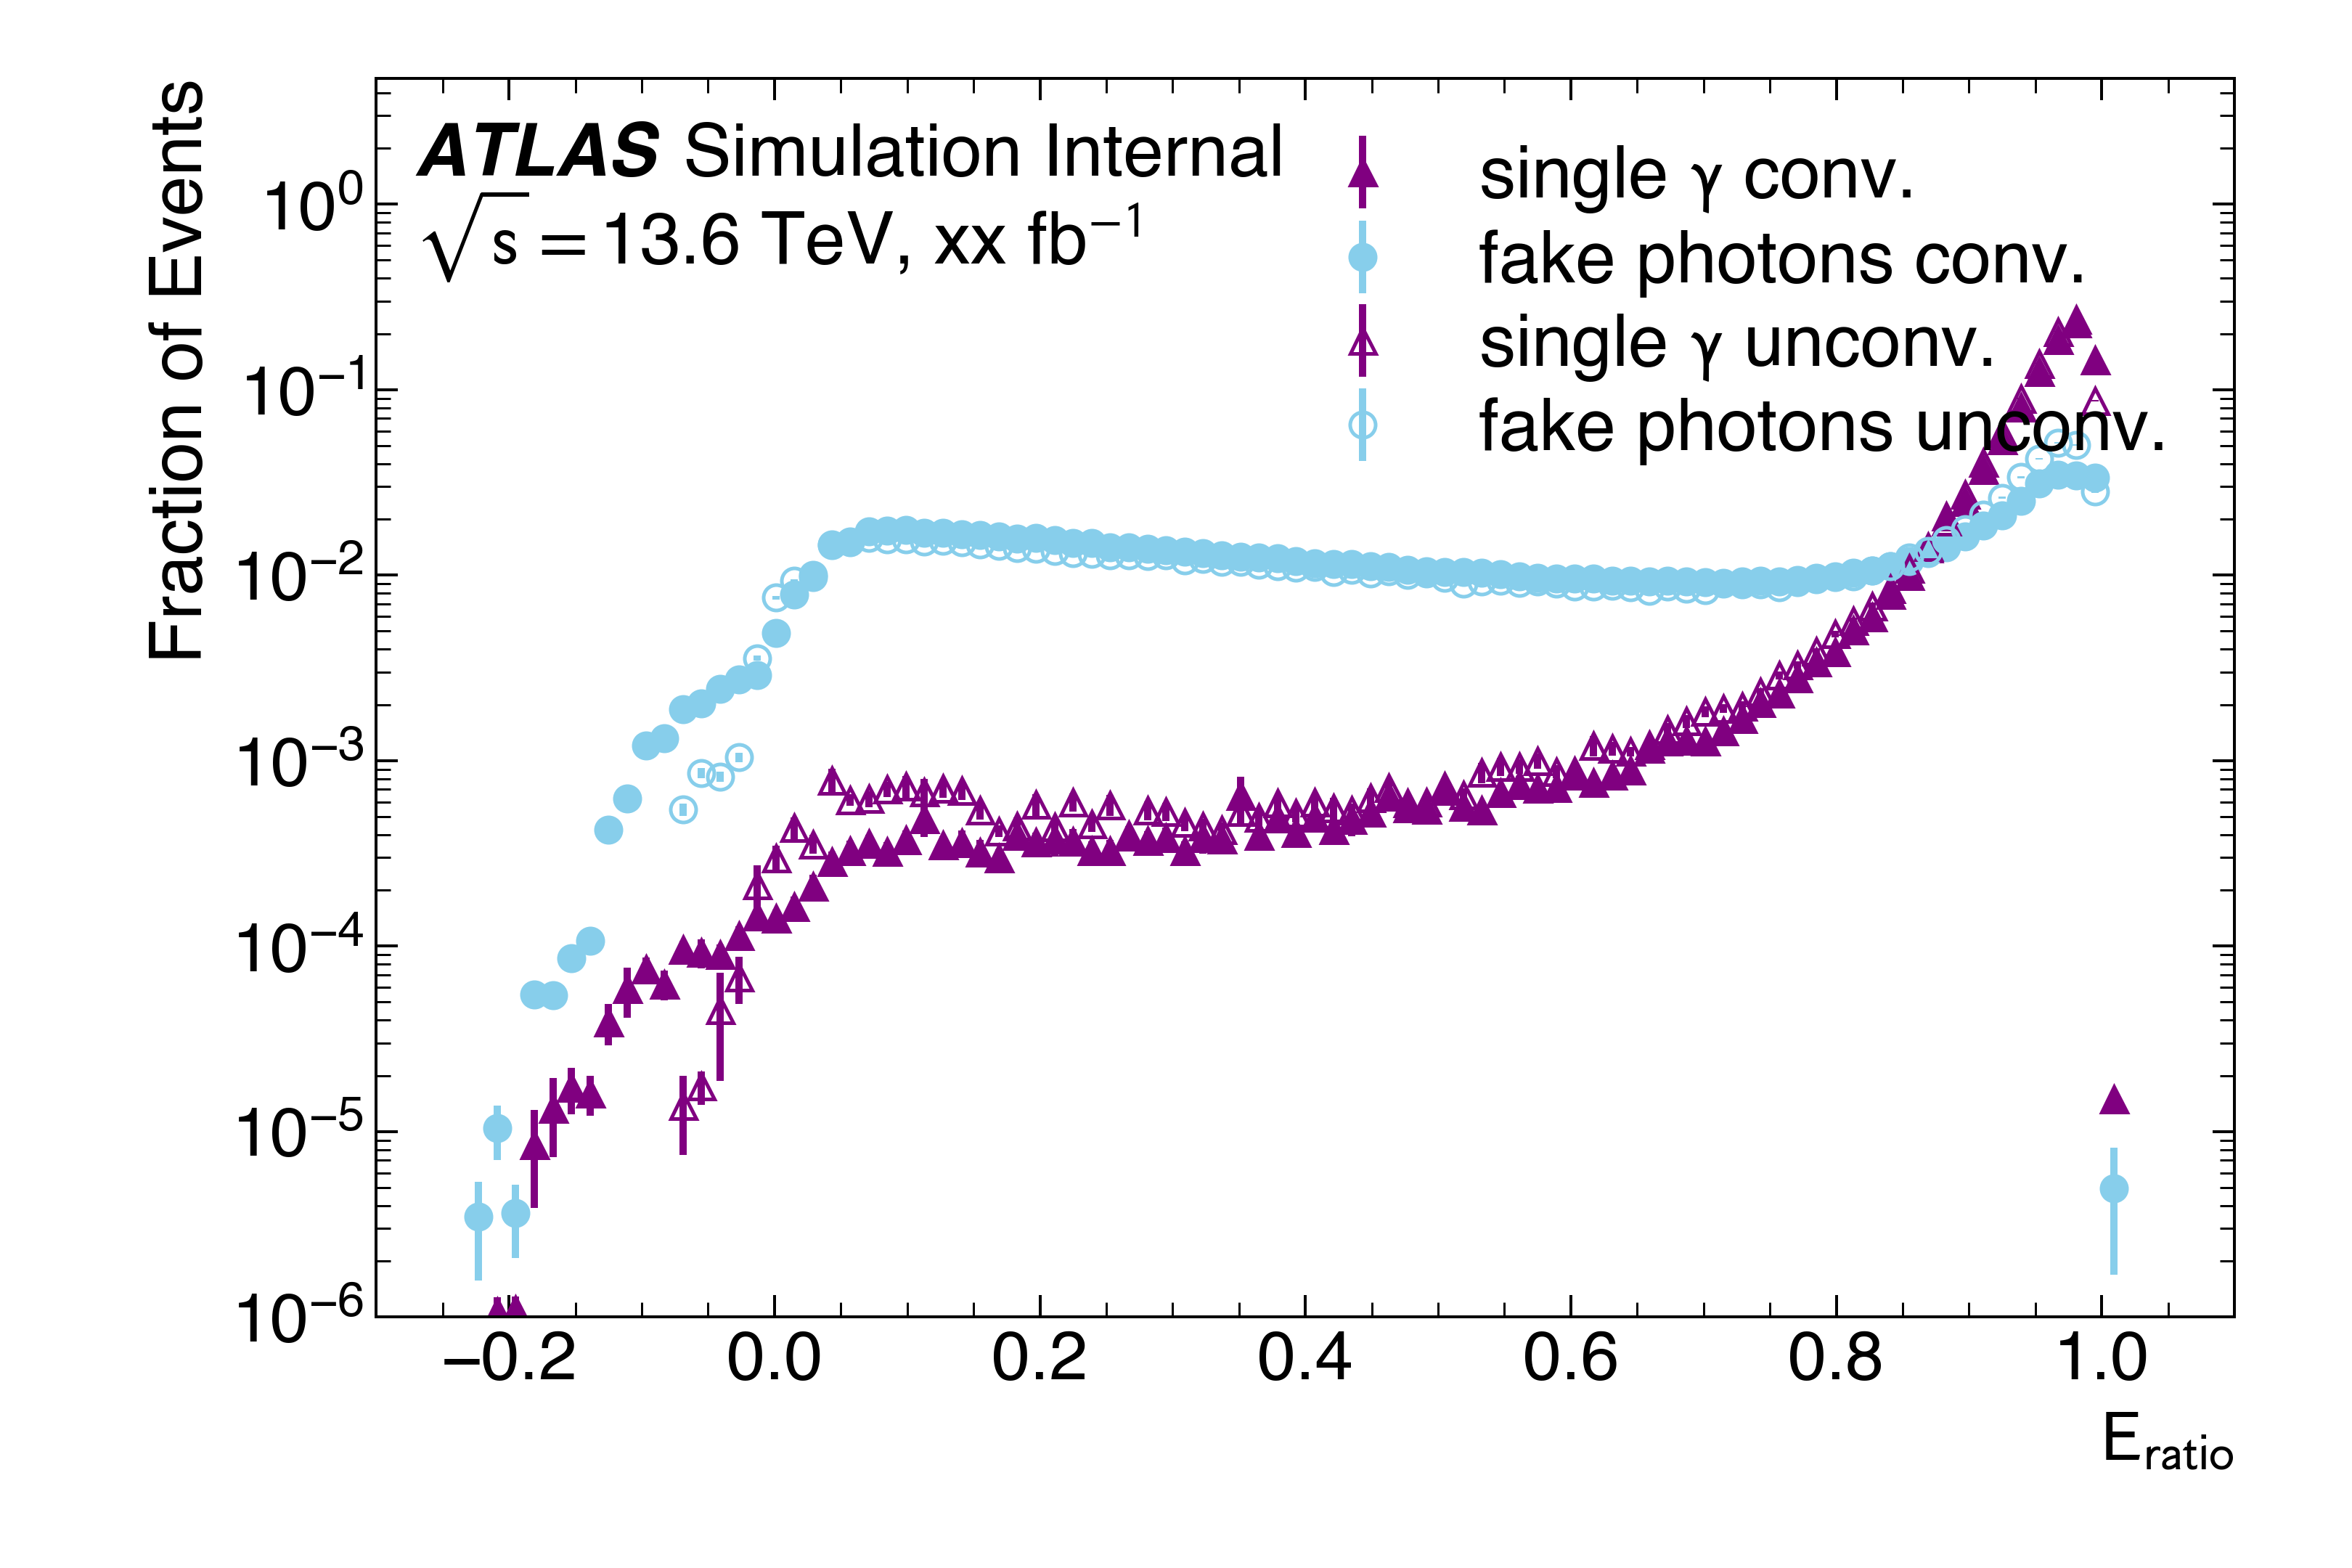 ATLAS Simulation Internal
√s = 13.6 TeV, xx fb⁻¹
single γ conv.
fake photons conv.
single γ unconv.
fake photons unconv.
Fraction of Events
10⁰
10⁻¹
10⁻²
10⁻³
10⁻⁴
10⁻⁵
10⁻⁶
−0.2 0.0 0.2 0.4 0.6 0.8 1.0
E_ratio